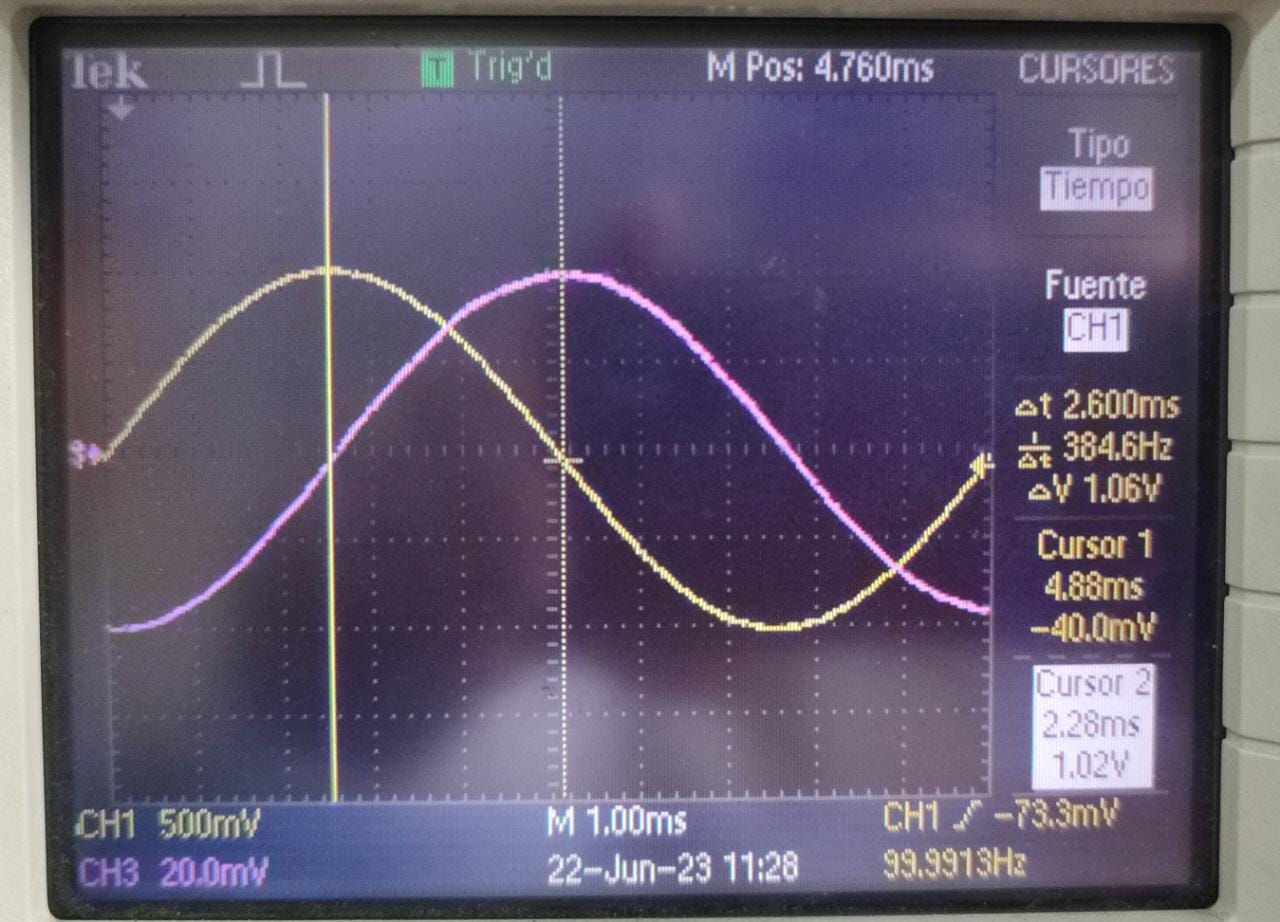 Tek Trig'd M Pos: 4.760ms CURSORES
Tipo
Tiempo
Fuente
CH1
Δt 2.600ms
1/Δt 384.6Hz
ΔV 1.06V
Cursor 1
4.88ms
-40.0mV
Cursor 2
2.28ms
1.02V
CH1 500mV M 1.00ms CH1 -73.3mV
CH3 20.0mV 22-Jun-23 11:28 99.9913Hz